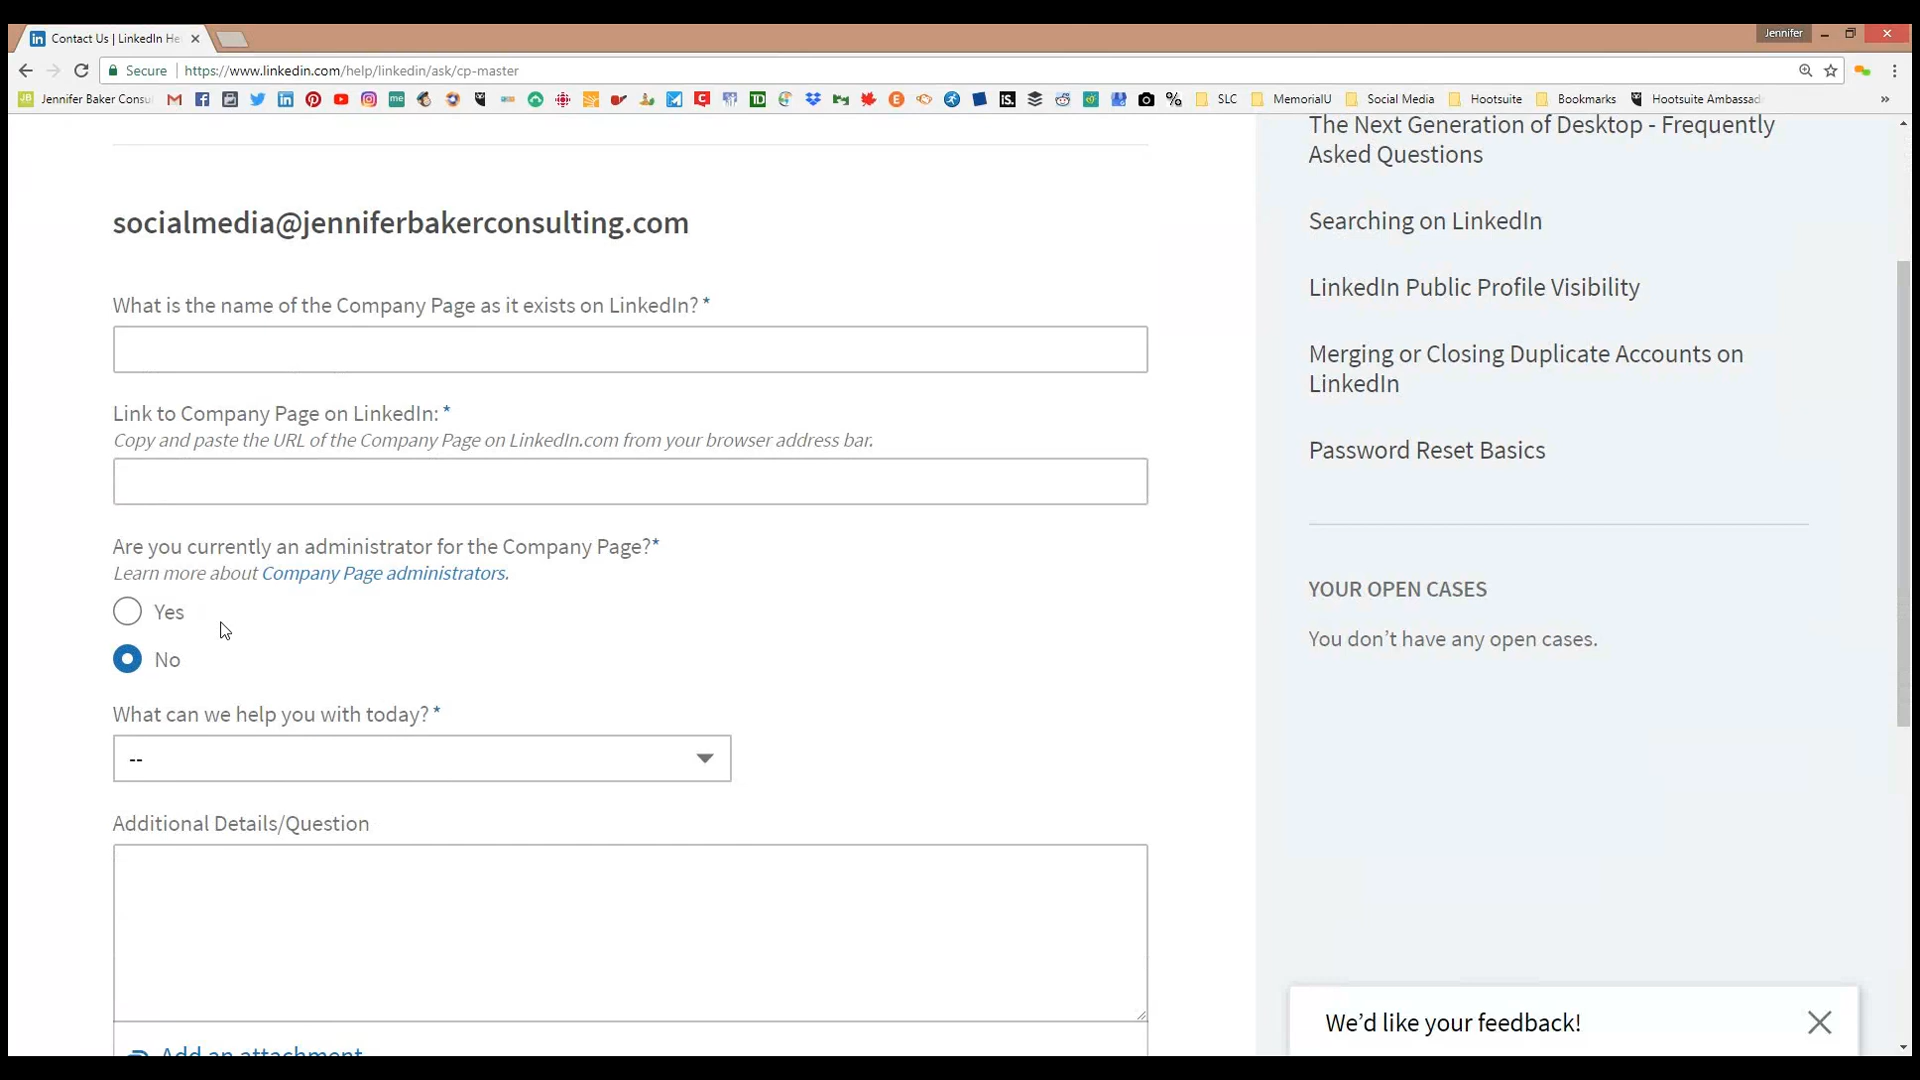 Contact Us | LinkedIn He
Jennifer
Secure
https://www.linkedin.com/help/linkedin/ask/cp-master
Jennifer Baker Consu
SLC
MemorialU
Social Media
Hootsuite
Bookmarks
Hootsuite Ambassad
socialmedia@jenniferbakerconsulting.com
What is the name of the Company Page as it exists on LinkedIn? *
Link to Company Page on LinkedIn: *
Copy and paste the URL of the Company Page on LinkedIn.com from your browser address bar.
Are you currently an administrator for the Company Page?*
Learn more about Company Page administrators.
Yes
No
What can we help you with today? *
--
Additional Details/Question
Add an attachment
The Next Generation of Desktop - Frequently
Asked Questions
Searching on LinkedIn
LinkedIn Public Profile Visibility
Merging or Closing Duplicate Accounts on
LinkedIn
Password Reset Basics
YOUR OPEN CASES
You don't have any open cases.
We'd like your feedback!